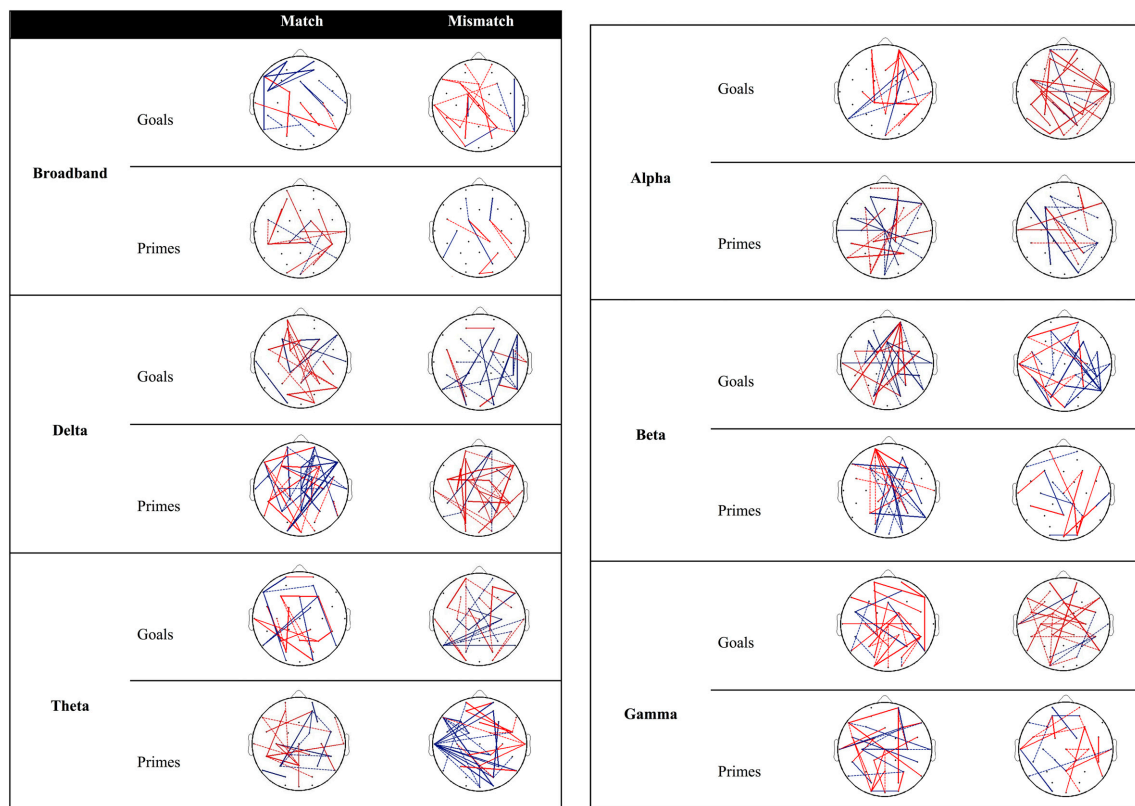 Match Mismatch
Goals
Broadband
Primes
Goals
Delta
Primes
Goals
Theta
Primes
Goals
Alpha
Primes
Goals
Beta
Primes
Goals
Gamma
Primes